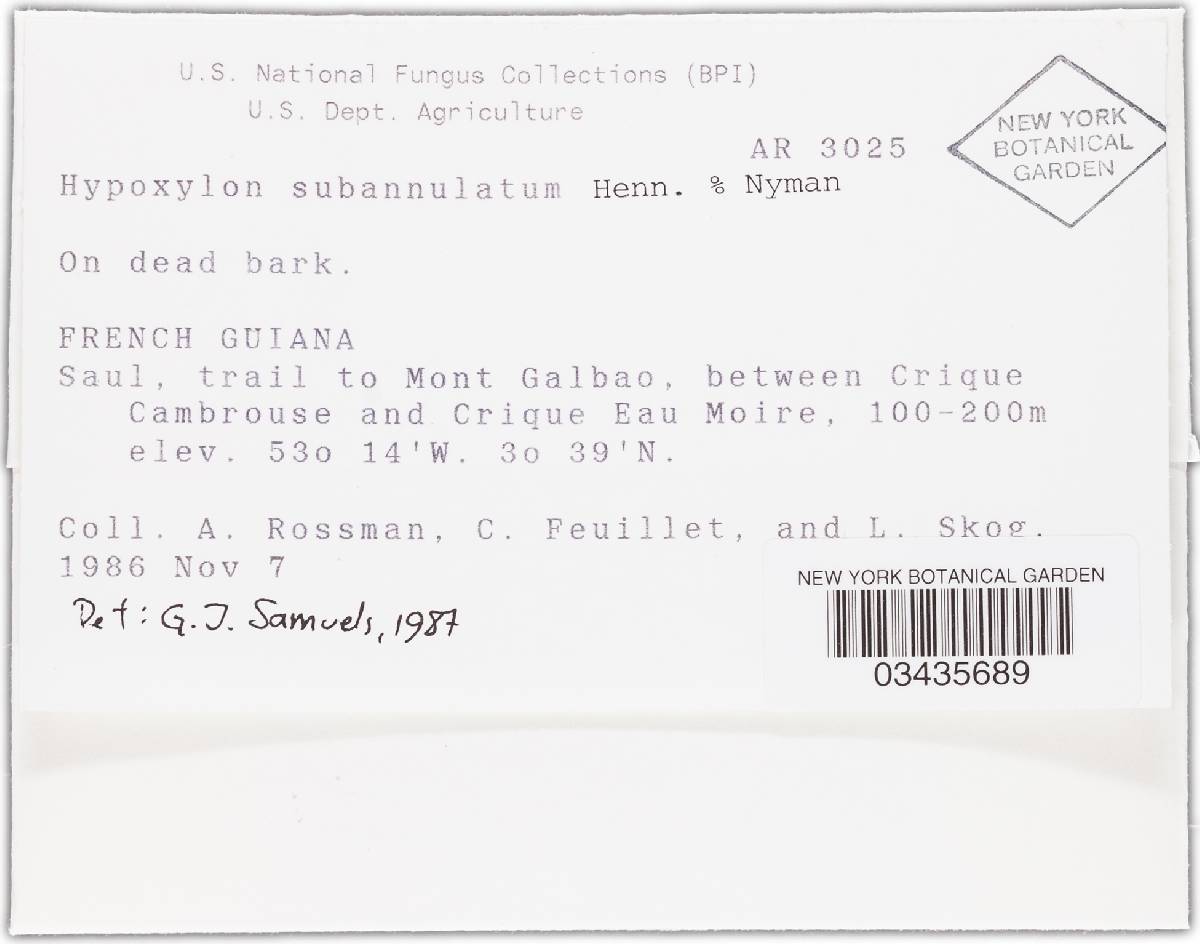 U.S. National Fungus Collections (BPI)
U.S. Dept. Agriculture
NEW YORK
BOTANICAL
GARDEN
AR 3025
Hypoxylon subannulatum Henn. % Nyman
On dead bark.
FRENCH GUIANA
Saul, trail to Mont Galbao, between Crique
Cambrouse and Crique Eau Moire, 100-200m
elev. 53o 14'W. 3o 39'N.
Coll. A. Rossman, C. Feuillet, and L. Skog.
1986 Nov 7
Det: G.J. Samuels, 1987
NEW YORK BOTANICAL GARDEN
03435689